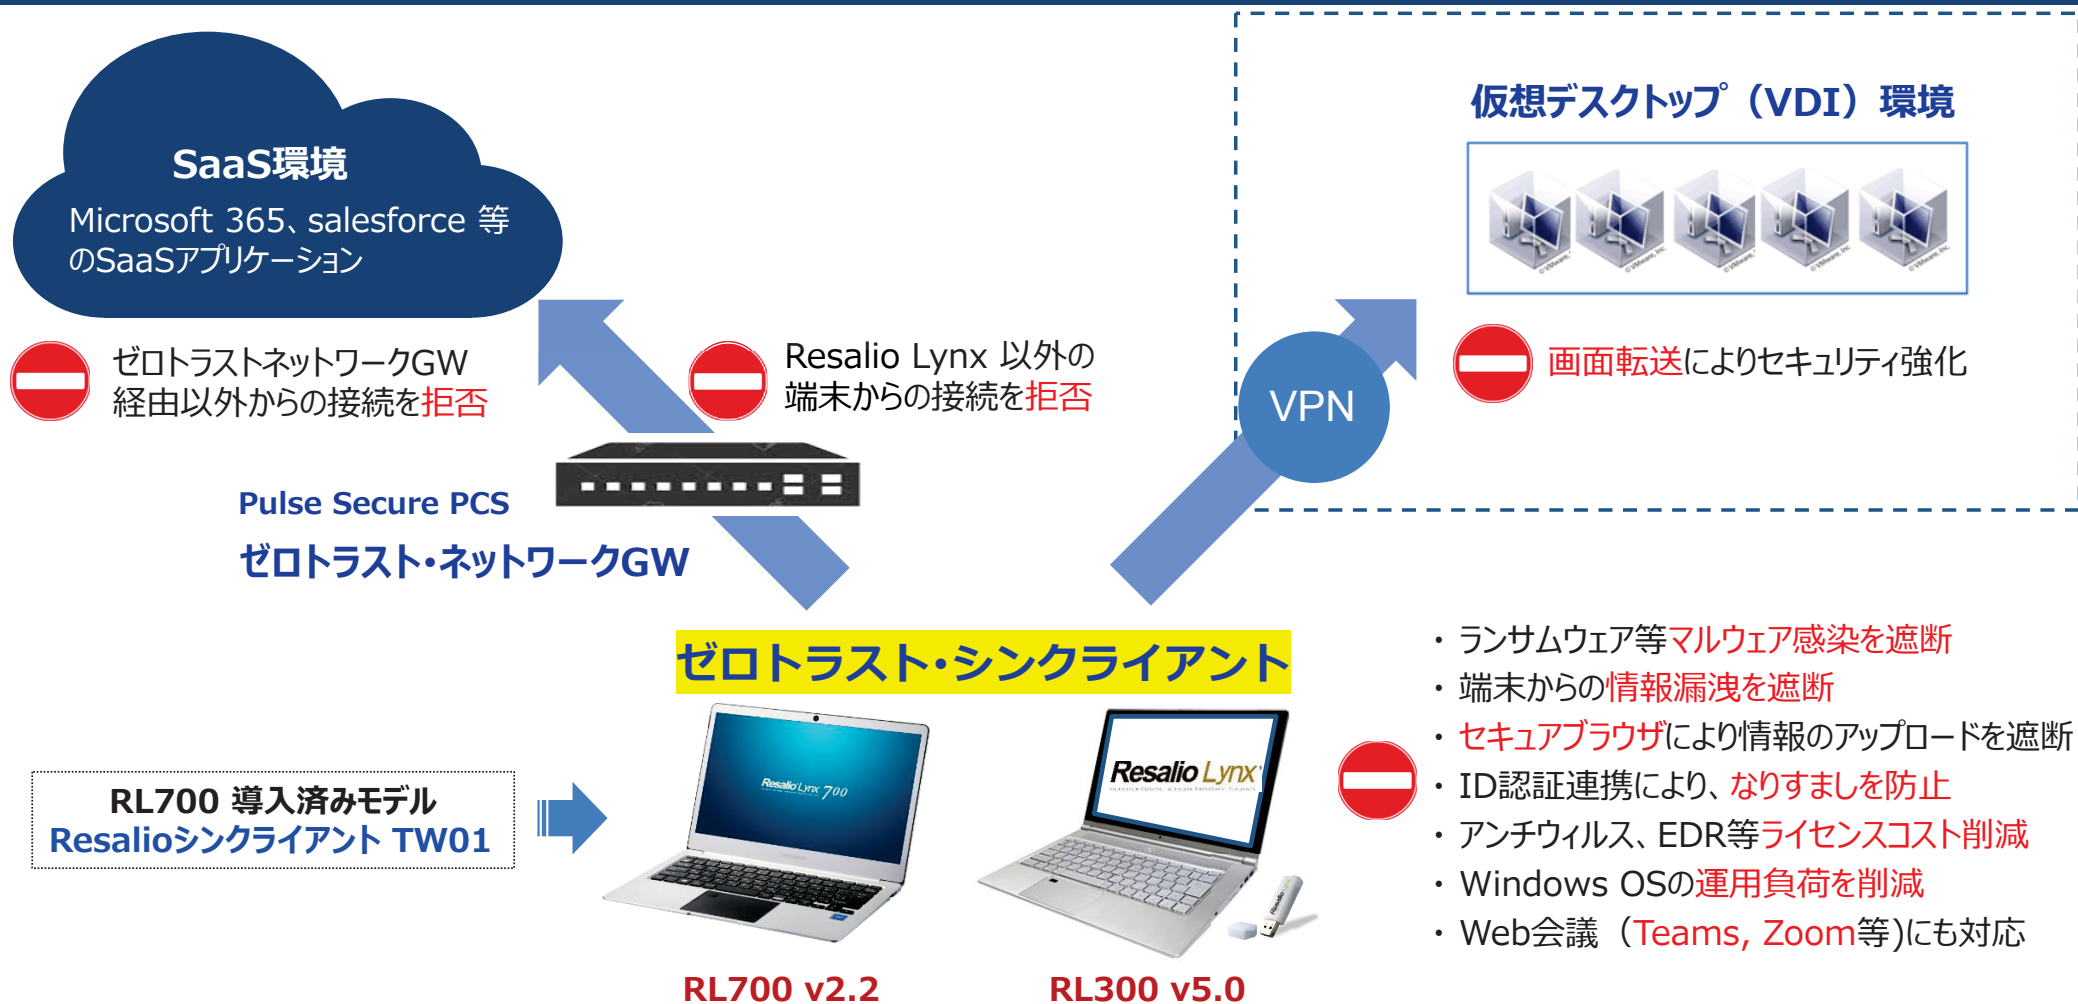 SaaS環境
Microsoft 365、salesforce 等
のSaaSアプリケーション
仮想デスクトップ（VDI）環境
©VMware, Inc.
©VMware, Inc.
ゼロトラストネットワークGW
経由以外からの接続を拒否
Resalio Lynx 以外の
端末からの接続を拒否
VPN
画面転送によりセキュリティ強化
Pulse Secure PCS
ゼロトラスト・ネットワークGW
ゼロトラスト・シンクライアント
RL700 導入済みモデル
Resalioシンクライアント TW01
Resalio Lynx 700
Resalio Lynx
Resalio Lynx
RL700 v2.2
RL300 v5.0
・ ランサムウェア等マルウェア感染を遮断
・ 端末からの情報漏洩を遮断
・ セキュアブラウザにより情報のアップロードを遮断
・ ID認証連携により、なりすましを防止
・ アンチウィルス、EDR等ライセンスコスト削減
・ Windows OSの運用負荷を削減
・ Web会議（Teams, Zoom等)にも対応